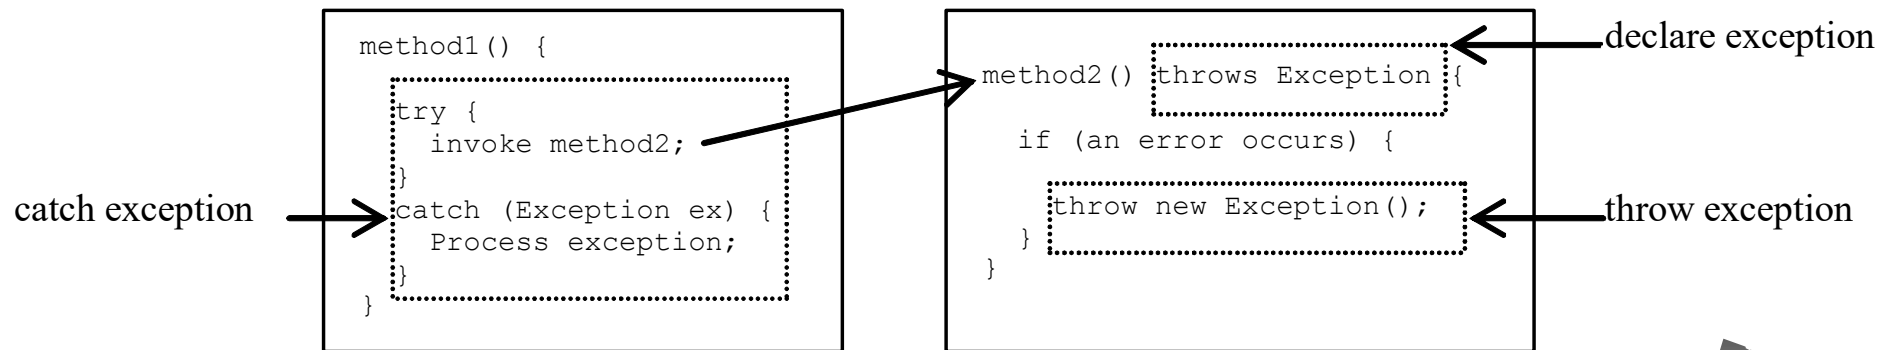 method1() {
try {
invoke method2;
}
catch (Exception ex) {
Process exception;
}
}
catch exception
method2() throws Exception {
if (an error occurs) {
throw new Exception();
}
}
declare exception
throw exception